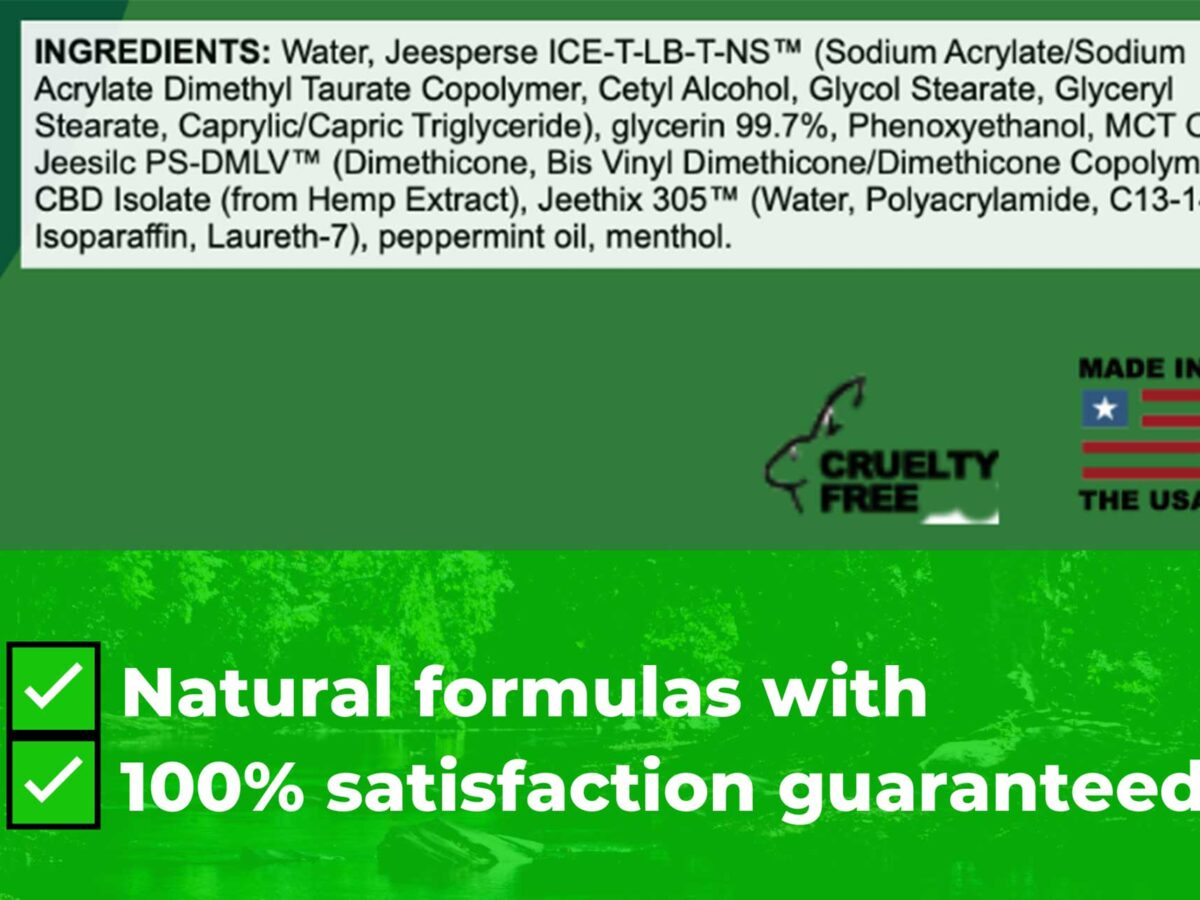 INGREDIENTS: Water, Jeesperse ICE-T-LB-T-NS™ (Sodium Acrylate/Sodium
Acrylate Dimethyl Taurate Copolymer, Cetyl Alcohol, Glycol Stearate, Glyceryl
Stearate, Caprylic/Capric Triglyceride), glycerin 99.7%, Phenoxyethanol, MCT
Jeesilc PS-DMLV™ (Dimethicone, Bis Vinyl Dimethicone/Dimethicone
CBD Isolate (from Hemp Extract), Jeethix 305™ (Water, Polyacrylamide,
Isoparaffin, Laureth-7), peppermint oil, menthol.
CRUELTY
FREE
MADE IN
THE USA
Natural formulas with
100% satisfaction guaranteed